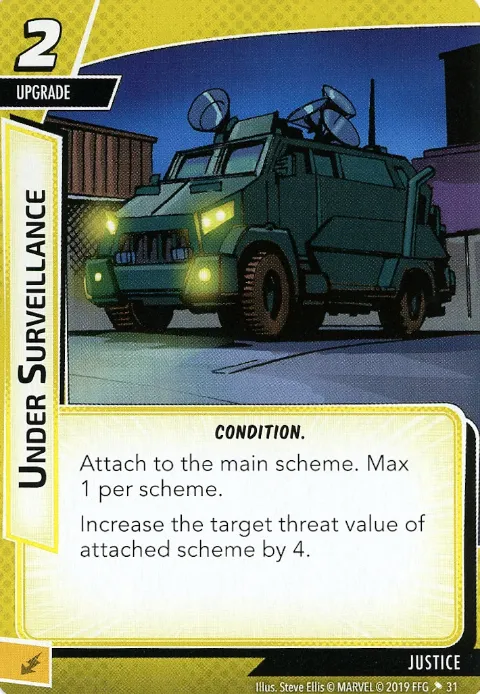 2
UPGRADE
UNDER SURVEILLANCE
CONDITION.
Attach to the main scheme. Max
1 per scheme.
Increase the target threat value of
attached scheme by 4.
JUSTICE
Illus. Steve Ellis © MARVEL © 2019 FFG 31